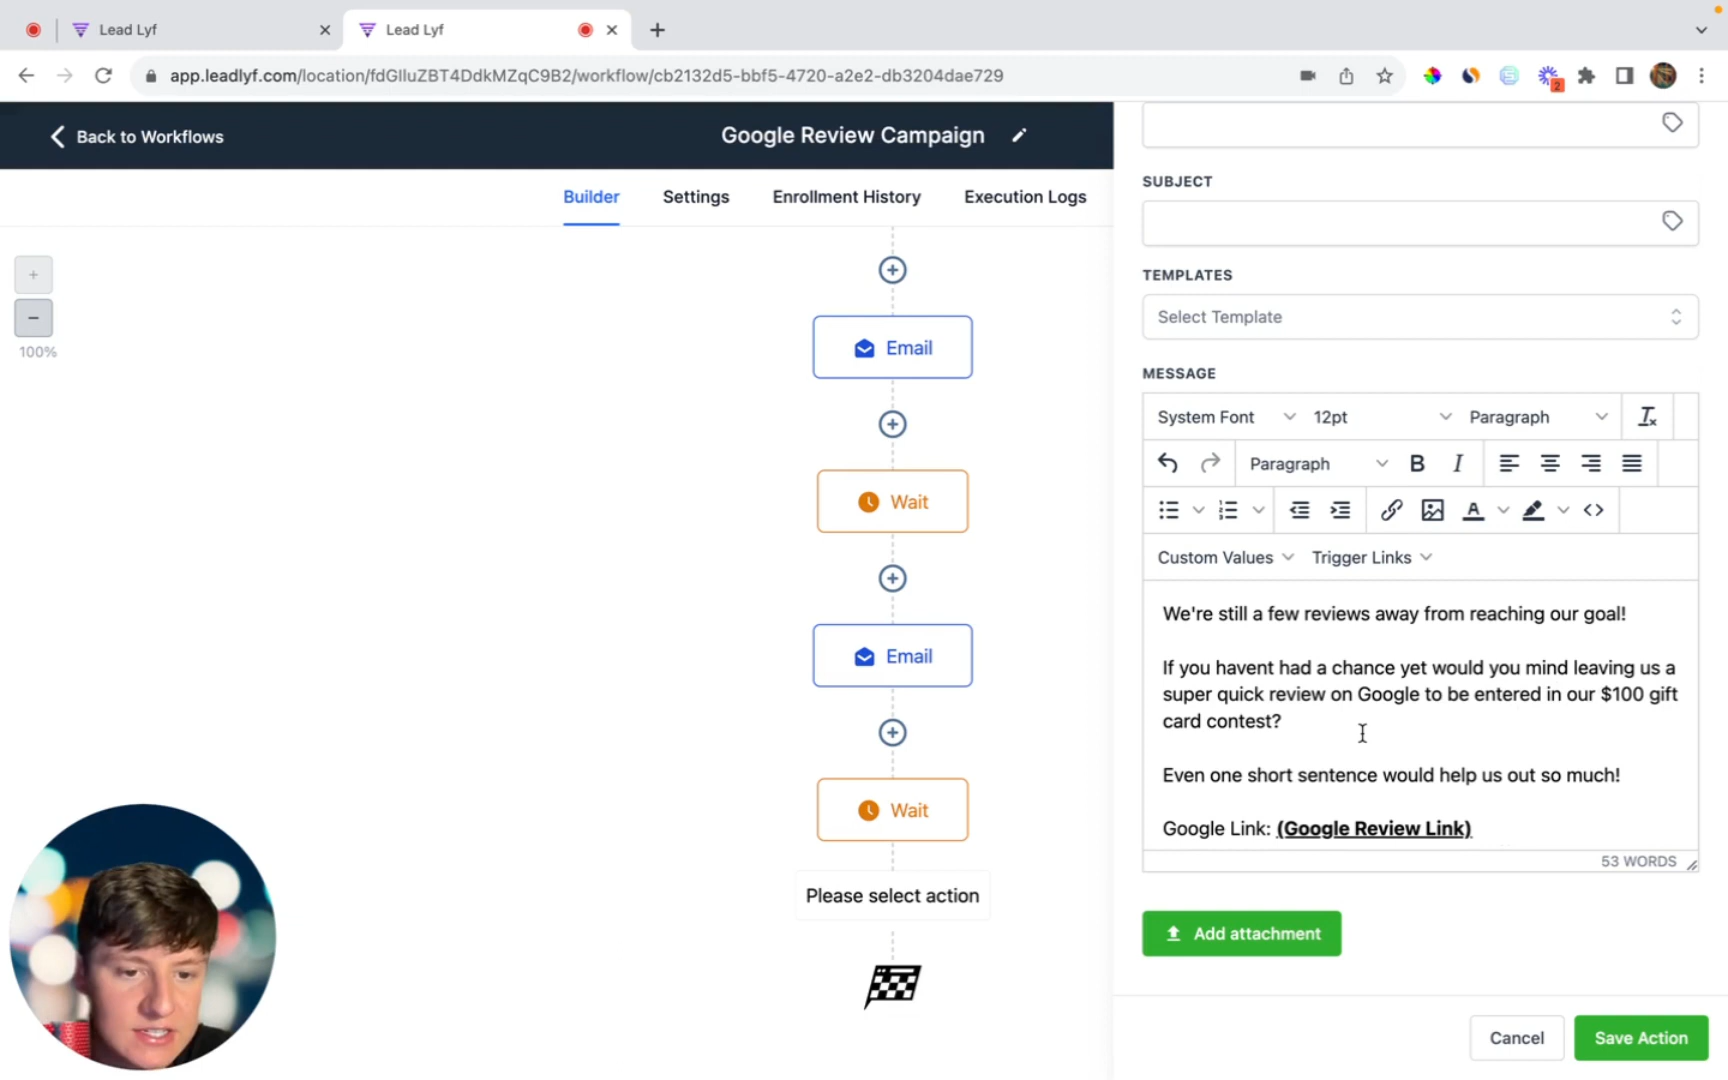 Lead Lyf
Lead Lyf
app.leadlyf.com/location/fdGIluZBT4DdkMZqC9B2/workflow/cb2132d5-bbf5-4720-a2e2-db3204dae729
2
Back to Workflows
Google Review Campaign
Builder
Settings
Enrollment History
Execution Logs
100%
Email
Wait
Email
Wait
Please select action
SUBJECT
TEMPLATES
Select Template
MESSAGE
System Font
12pt
Paragraph
Paragraph
B
I
A
Custom Values
Trigger Links
We're still a few reviews away from reaching our goal!
If you havent had a chance yet would you mind leaving us a
super quick review on Google to be entered in our $100 gift
card contest?
Even one short sentence would help us out so much!
Google Link: (Google Review Link)
53 WORDS
Add attachment
Cancel
Save Action